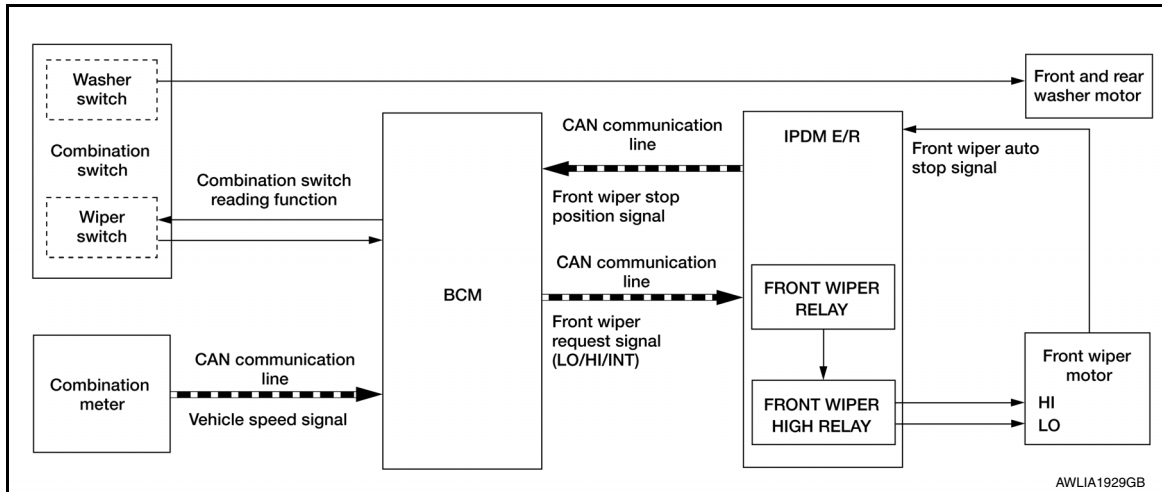 Washer
switch
Combination
switch
Wiper
switch
Combination switch
reading function
Combination
meter
CAN communication
line
Vehicle speed signal
BCM
CAN communication
line
Front wiper stop
position signal
CAN communication
line
Front wiper
request signal
(LO/HI/INT)
IPDM E/R
FRONT WIPER
RELAY
FRONT WIPER
HIGH RELAY
Front and rear
washer motor
Front wiper auto
stop signal
Front wiper
motor
HI
LO
AWLIA1929GB